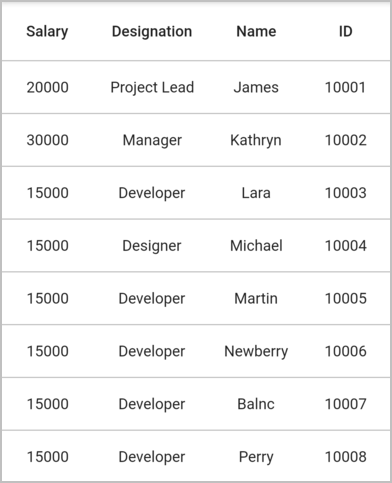 Salary Designation Name ID
20000 Project Lead James 10001
30000 Manager Kathryn 10002
15000 Developer Lara 10003
15000 Designer Michael 10004
15000 Developer Martin 10005
15000 Developer Newberry 10006
15000 Developer Balnc 10007
15000 Developer Perry 10008